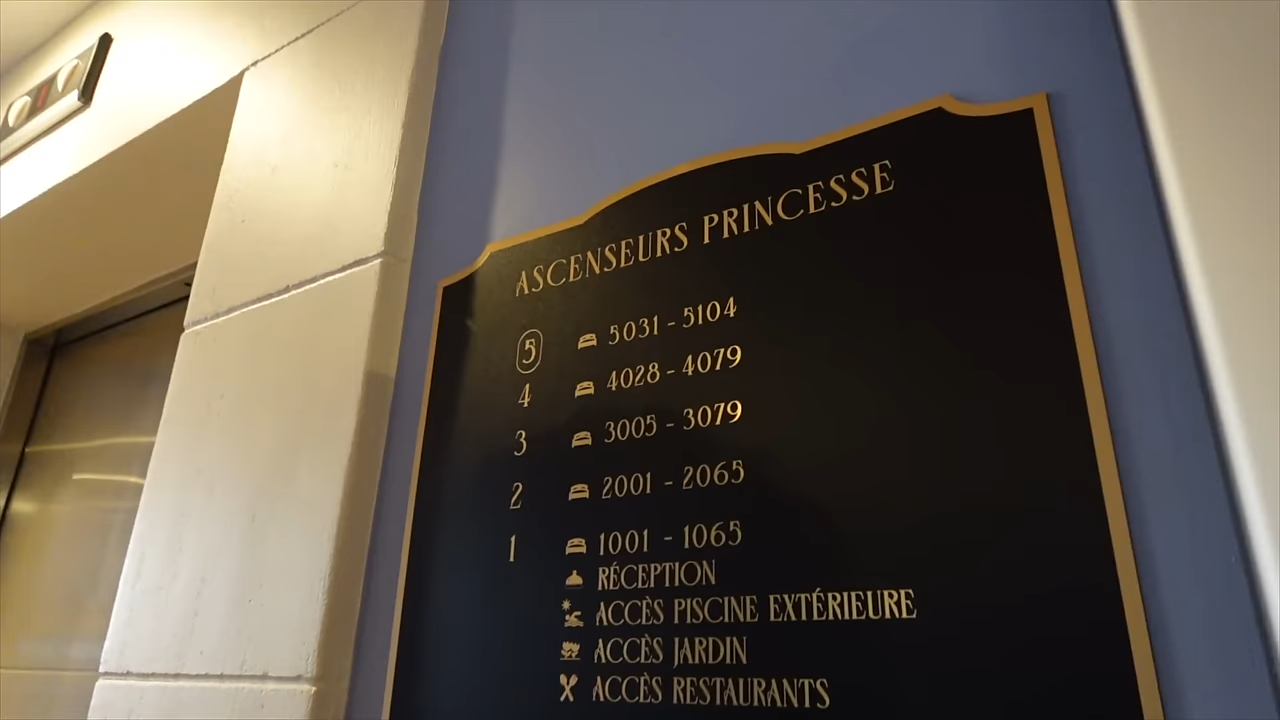 ASCENSEURS PRINCESSE
5 5031 - 5104
4 4028 - 4079
3 3005 - 3079
2 2001 - 2065
1 1001 - 1065
RÉCEPTION
ACCÈS PISCINE EXTÉRIEURE
ACCÈS JARDIN
ACCÈS RESTAURANTS